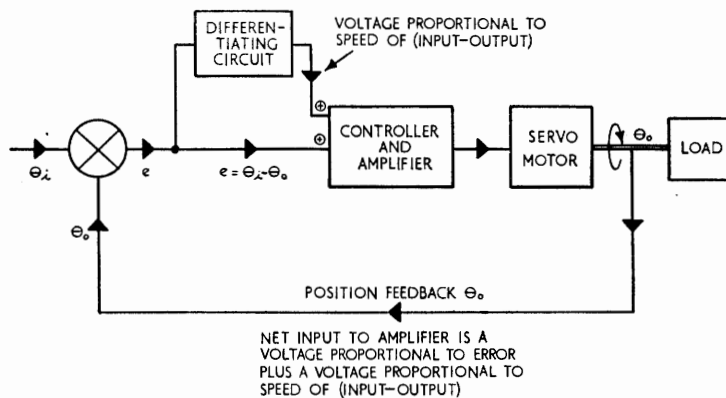 DIFFEREN-
TIATING
CIRCUIT
VOLTAGE PROPORTIONAL TO
SPEED OF (INPUT-OUTPUT)
⊕
⊕
CONTROLLER
AND
AMPLIFIER
SERVO
MOTOR
θₒ
LOAD
θᵢ
e
e = θᵢ-θₒ
θₒ
POSITION FEEDBACK θₒ
NET INPUT TO AMPLIFIER IS A
VOLTAGE PROPORTIONAL TO ERROR
PLUS A VOLTAGE PROPORTIONAL TO
SPEED OF (INPUT-OUTPUT)